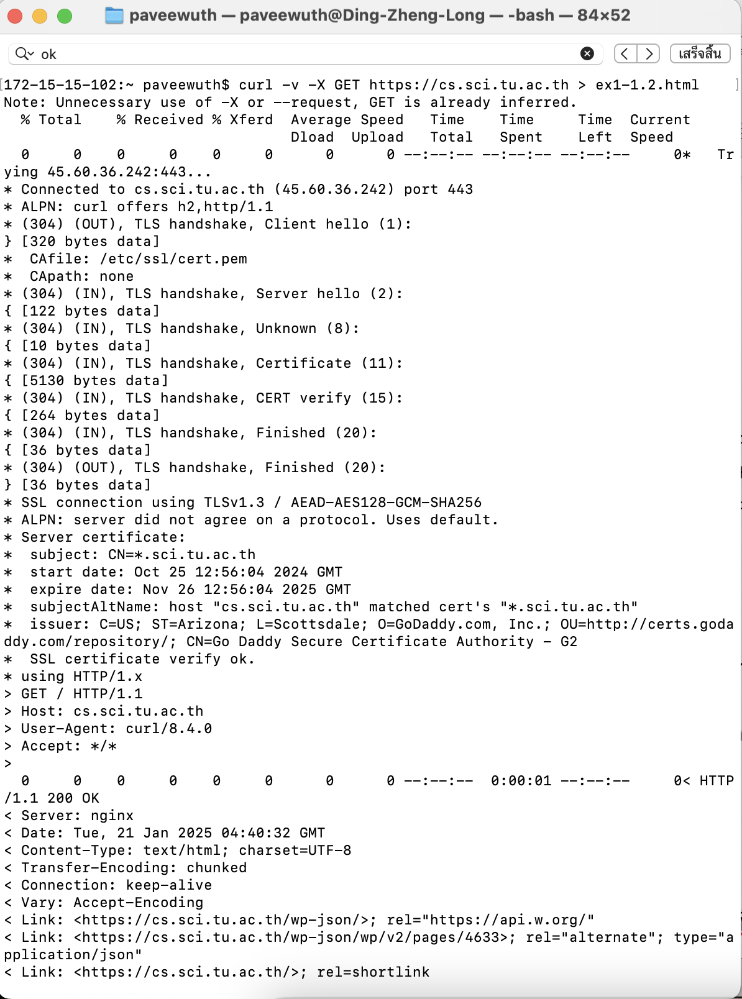 paveewuth — paveewuth@Ding-Zheng-Long — -bash — 84×52
ok
เสร็จสิ้น
[172-15-15-102:~ paveewuth$ curl -v -X GET https://cs.sci.tu.ac.th > ex1-1.2.html    ]
Note: Unnecessary use of -X or --request, GET is already inferred.
  % Total    % Received % Xferd  Average Speed   Time    Time     Time  Current
                                 Dload  Upload   Total   Spent    Left  Speed
  0     0    0     0    0     0      0      0 --:--:-- --:--:-- --:--:--     0*   Tr
ying 45.60.36.242:443...
* Connected to cs.sci.tu.ac.th (45.60.36.242) port 443
* ALPN: curl offers h2,http/1.1
* (304) (OUT), TLS handshake, Client hello (1):
} [320 bytes data]
*  CAfile: /etc/ssl/cert.pem
*  CApath: none
* (304) (IN), TLS handshake, Server hello (2):
{ [122 bytes data]
* (304) (IN), TLS handshake, Unknown (8):
{ [10 bytes data]
* (304) (IN), TLS handshake, Certificate (11):
{ [5130 bytes data]
* (304) (IN), TLS handshake, CERT verify (15):
{ [264 bytes data]
* (304) (IN), TLS handshake, Finished (20):
{ [36 bytes data]
* (304) (OUT), TLS handshake, Finished (20):
} [36 bytes data]
* SSL connection using TLSv1.3 / AEAD-AES128-GCM-SHA256
* ALPN: server did not agree on a protocol. Uses default.
* Server certificate:
*  subject: CN=*.sci.tu.ac.th
*  start date: Oct 25 12:56:04 2024 GMT
*  expire date: Nov 26 12:56:04 2025 GMT
*  subjectAltName: host "cs.sci.tu.ac.th" matched cert's "*.sci.tu.ac.th"
*  issuer: C=US; ST=Arizona; L=Scottsdale; O=GoDaddy.com, Inc.; OU=http://certs.goda
ddy.com/repository/; CN=Go Daddy Secure Certificate Authority - G2
*  SSL certificate verify ok.
* using HTTP/1.x
> GET / HTTP/1.1
> Host: cs.sci.tu.ac.th
> User-Agent: curl/8.4.0
> Accept: */*
>
  0     0    0     0    0     0      0      0 --:--:--  0:00:01 --:--:--     0< HTTP
/1.1 200 OK
< Server: nginx
< Date: Tue, 21 Jan 2025 04:40:32 GMT
< Content-Type: text/html; charset=UTF-8
< Transfer-Encoding: chunked
< Connection: keep-alive
< Vary: Accept-Encoding
< Link: <https://cs.sci.tu.ac.th/wp-json/>; rel="https://api.w.org/"
< Link: <https://cs.sci.tu.ac.th/wp-json/wp/v2/pages/4633>; rel="alternate"; type="a
pplication/json"
< Link: <https://cs.sci.tu.ac.th/>; rel=shortlink